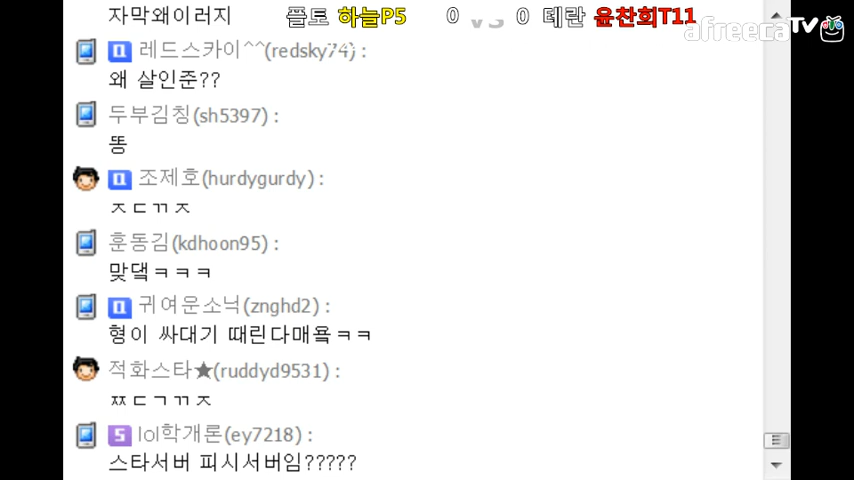 자막왜이러지
플토 하늘P5 0 vs 0 테란 윤찬희T11
afreecaTV
레드스카이^^(redsky74) :
왜 살인준??
두부김칭(sh5397) :
똥
조제호(hurdygurdy) :
ㅈㄷㄲㅈ
훈동김(kdhoon95) :
맞댘ㅋㅋㅋ
귀여운소닉(znghd2) :
형이 싸대기 때린다매욬ㅋㅋ
적화스타★(ruddyd9531) :
ㅉㄷㄱㄲㅈ
lol학개론(ey7218) :
스타서버 피시서버임?????